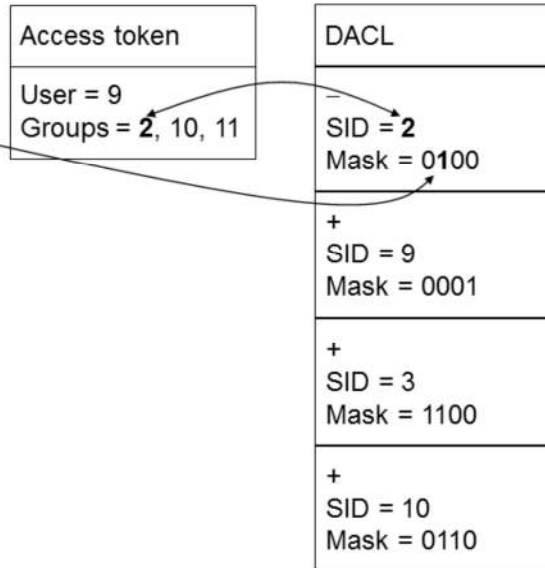 Access token
User = 9
Groups = 2, 10, 11
DACL
–
SID = 2
Mask = 0100
+
SID = 9
Mask = 0001
+
SID = 3
Mask = 1100
+
SID = 10
Mask = 0110